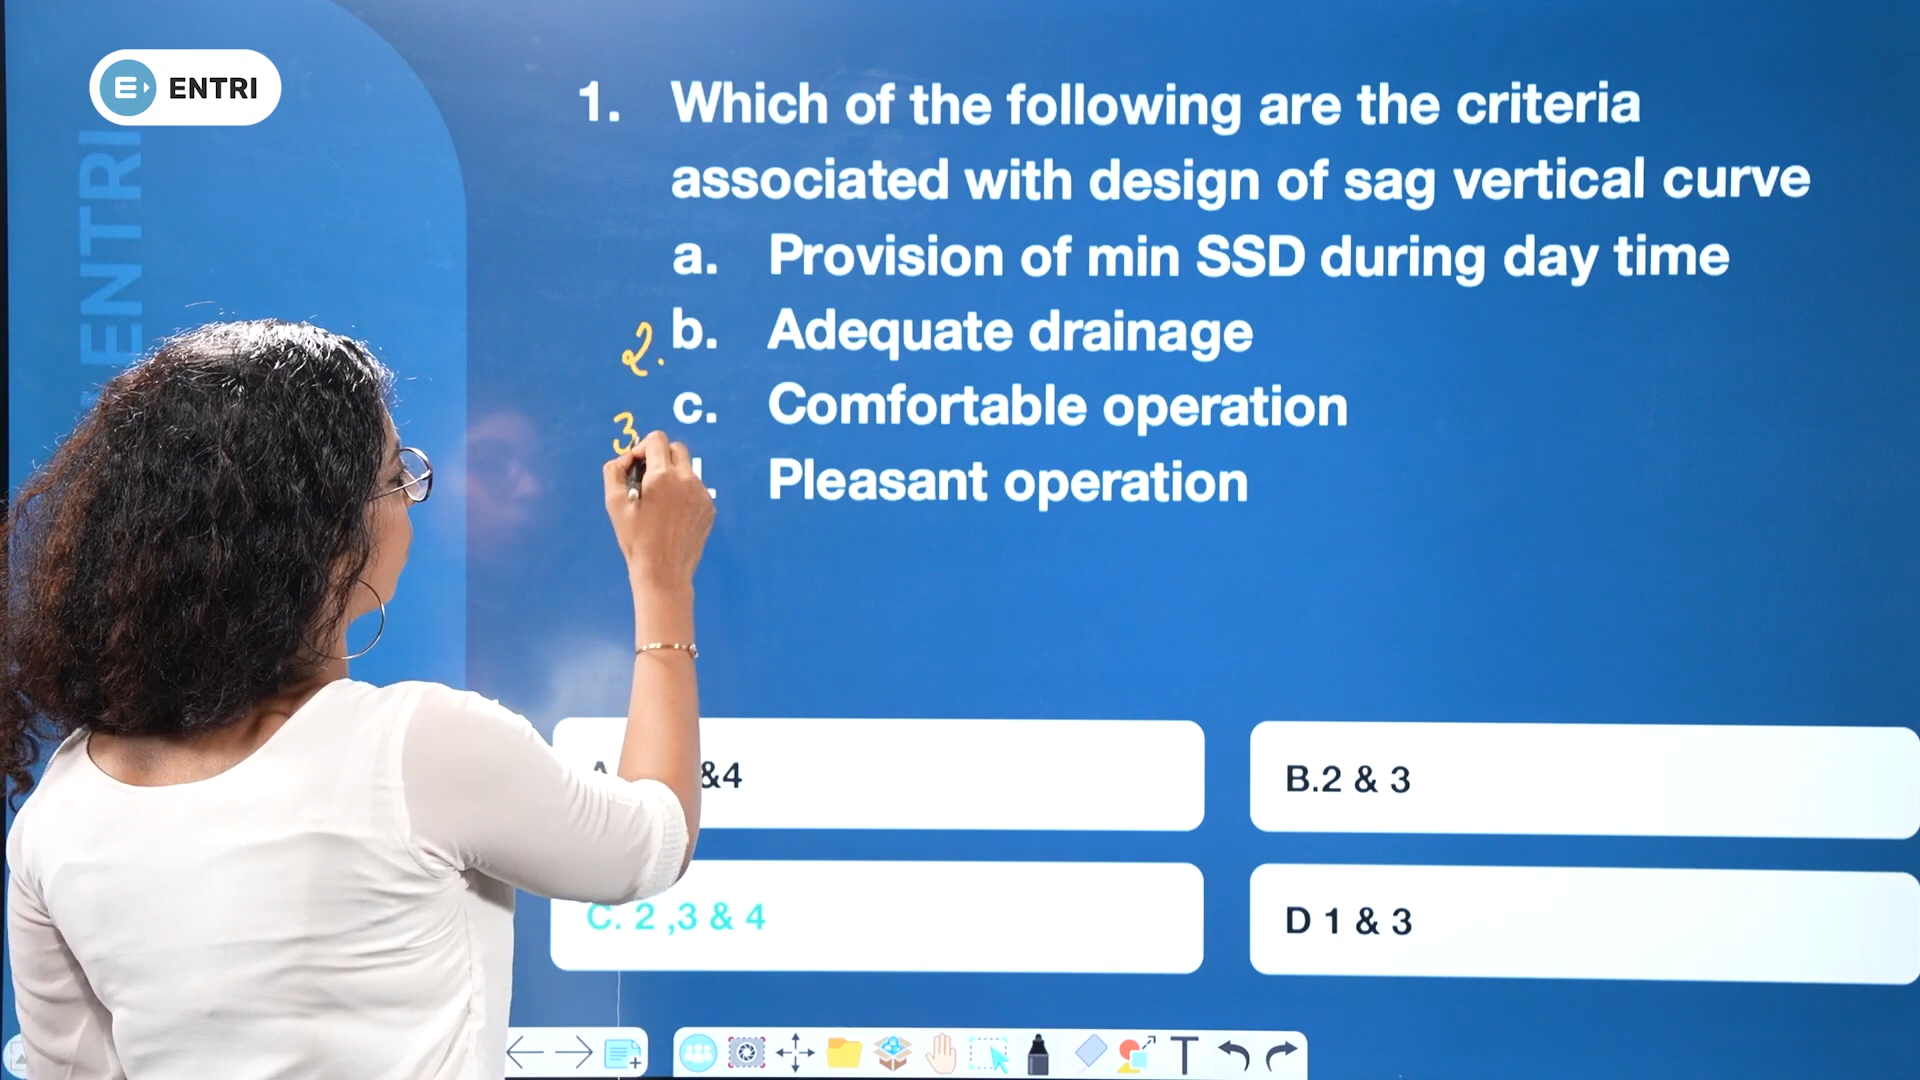 ENTRI
ENTRI
1. Which of the following are the criteria
associated with design of sag vertical curve
a. Provision of min SSD during day time
2. b. Adequate drainage
3 c. Comfortable operation
Pleasant operation
&4
B.2 & 3
C. 2 ,3 & 4
D 1 & 3